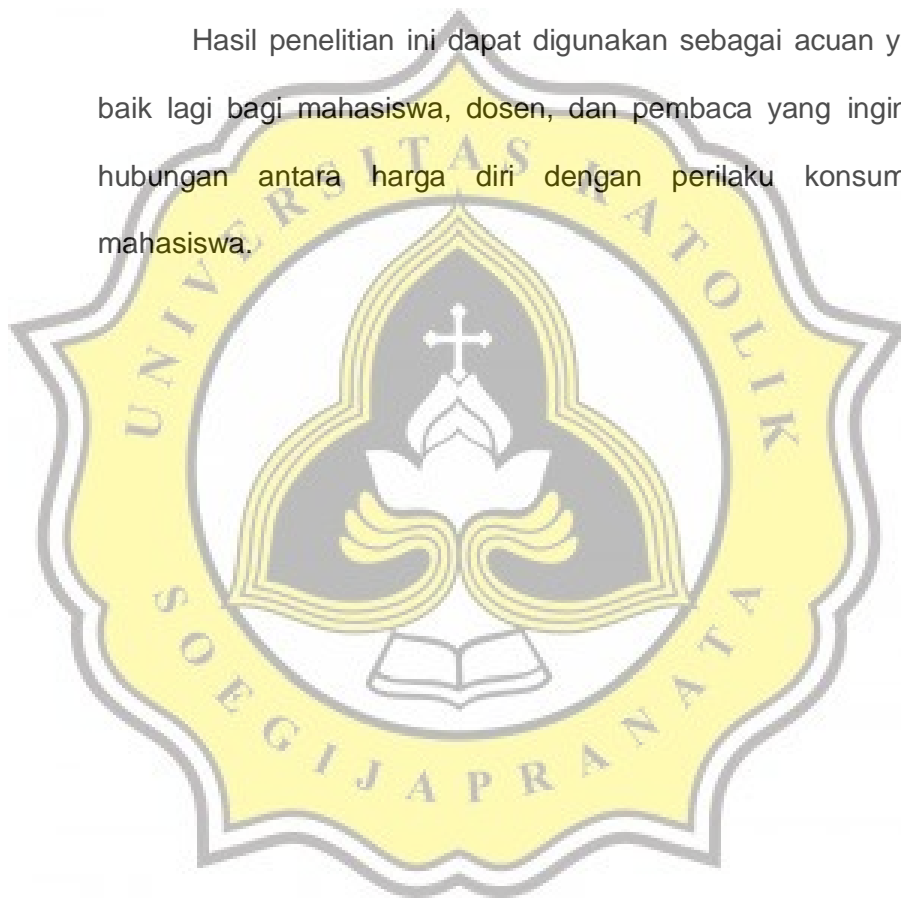 Hasil penelitian ini dapat digunakan sebagai acuan
baik lagi bagi mahasiswa, dosen, dan pembaca yang
hubungan antara harga diri dengan perilaku
mahasiswa.
UNIVERSITAS KATOLIK
SOEGIJAPRANATA